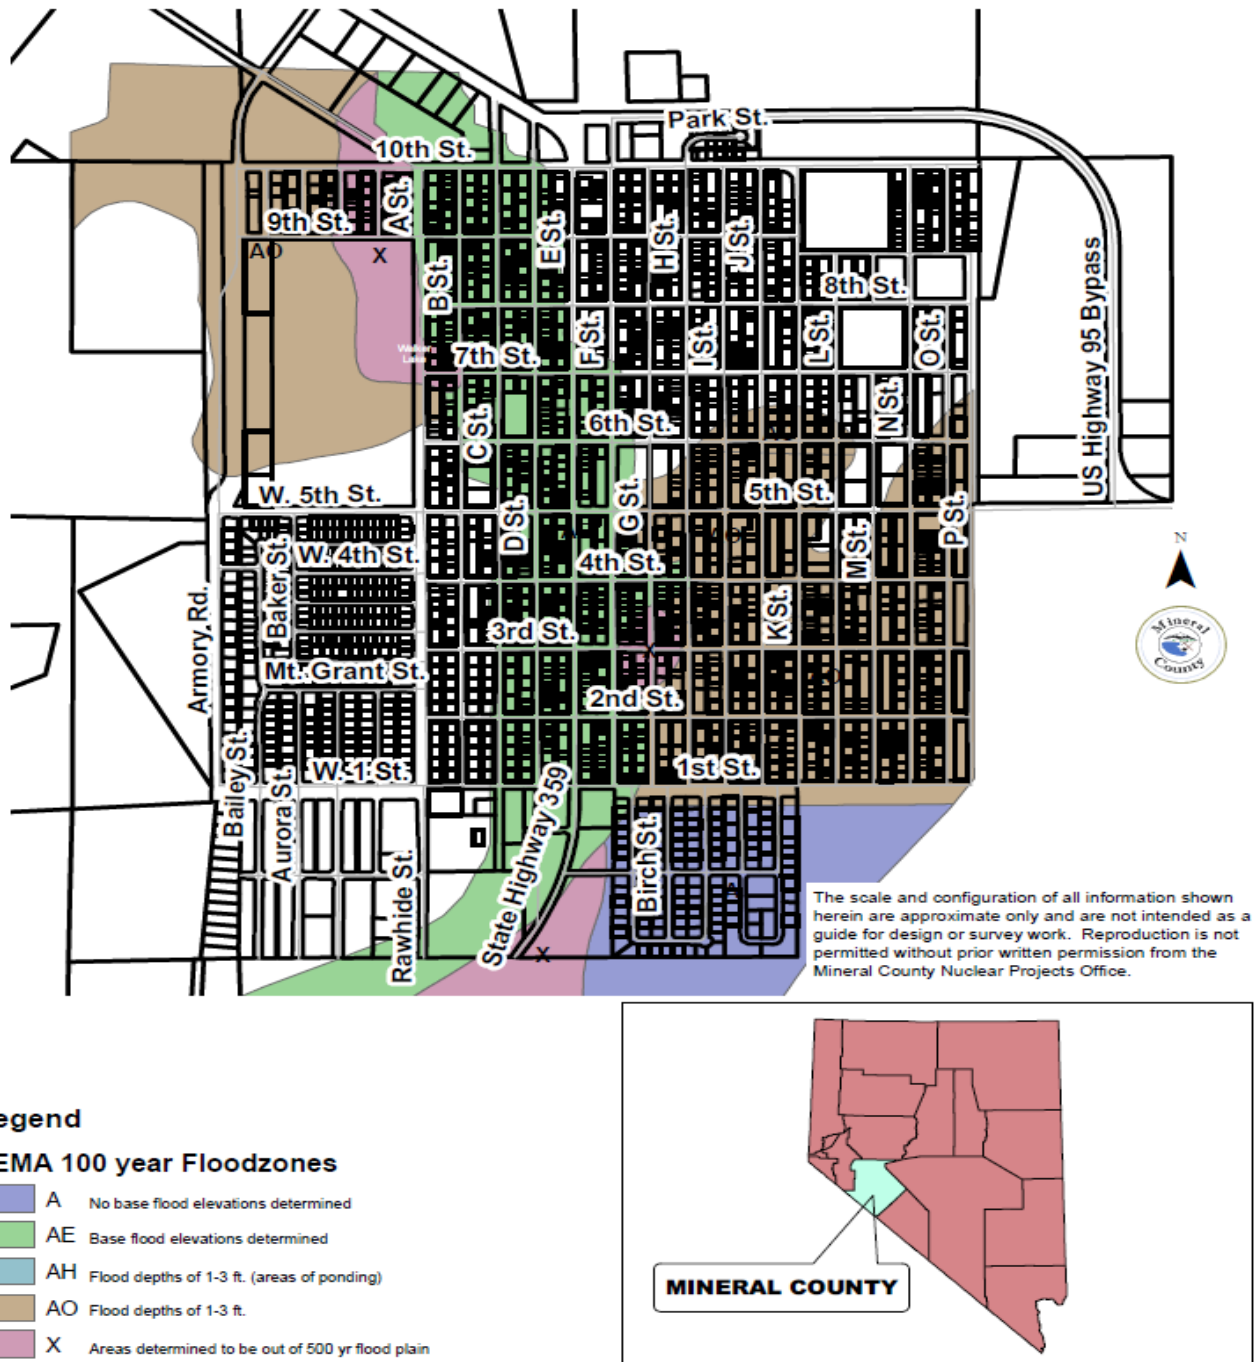 Park St.
10th St.
9th St.
A St.
AO
X
E St.
H St.
J St.
B St.
8th St.
US Highway 95 Bypass
F St.
I St.
L St.
O St.
Walker
Lake
7th St.
C St.
6th St.
N St.
W. 5th St.
5th St.
D St.
G St.
P St.
N
W. 4th St.
4th St.
M St.
Baker St.
Armory Rd.
K St.
3rd St.
X
Mineral
County
Mt. Grant St.
2nd St.
W. 1 St.
1st St.
Bailey St.
Aurora St.
State Highway 359
Birch St.
Rawhide St.
A
X
The scale and configuration of all information shown
herein are approximate only and are not intended as a
guide for design or survey work. Reproduction is not
permitted without prior written permission from the
Mineral County Nuclear Projects Office.
egend
EMA 100 year Floodzones
A No base flood elevations determined
AE Base flood elevations determined
AH Flood depths of 1-3 ft. (areas of ponding)
AO Flood depths of 1-3 ft.
X Areas determined to be out of 500 yr flood plain
MINERAL COUNTY